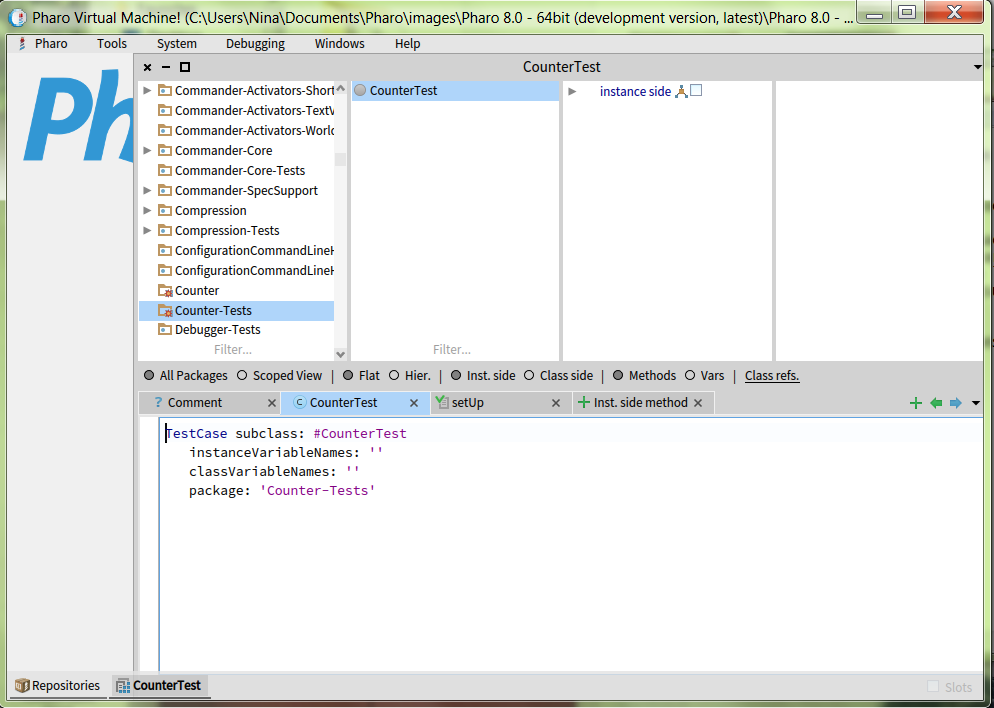 Pharo Virtual Machine! (C:\Users\Nina\Documents\Pharo\images\Pharo 8.0 - 64bit (development version, latest)\Pharo 8.0 - ...
Pharo Tools System Debugging Windows Help
Ph
CounterTest
Commander-Activators-Short
Commander-Activators-TextV
Commander-Activators-World
Commander-Core
Commander-Core-Tests
Commander-SpecSupport
Compression
Compression-Tests
ConfigurationCommandLineH
ConfigurationCommandLineH
Counter
Counter-Tests
Debugger-Tests
Filter...
CounterTest
Filter...
instance side
All Packages Scoped View | Flat Hier. | Inst. side Class side | Methods Vars | Class refs.
? Comment CounterTest setUp Inst. side method
TestCase subclass: #CounterTest
instanceVariableNames: ''
classVariableNames: ''
package: 'Counter-Tests'
Repositories CounterTest Slots